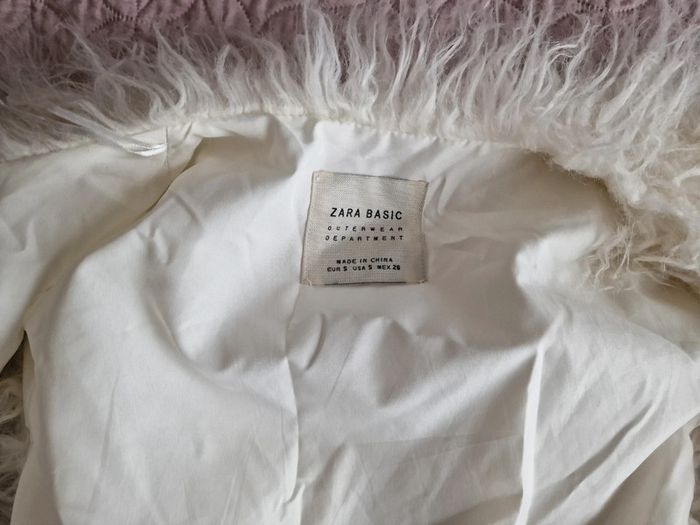 ZARA BASIC
OUTERWEAR
DEPARTMENT
MADE IN CHINA
EUR S USA S MEX 26